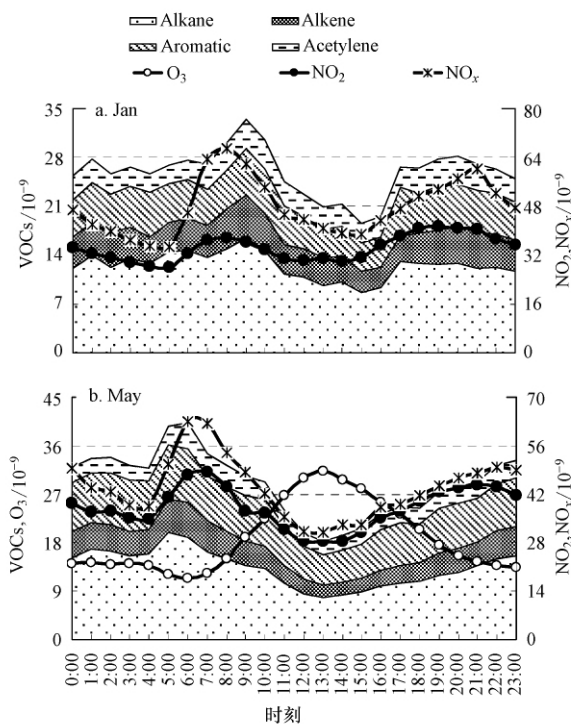 Alkane Alkene
Aromatic Acetylene
O3 NO2 NOx
a. Jan
35 80
28 64
21 48
14 32
7 16
0 0
VOCs/10⁻⁹
NO2,NOx/10⁻⁹
b. May
45 70
36 56
27 42
18 28
9 14
0 0
VOCs,O3/10⁻⁹
NO2,NOx/10⁻⁹
0:00 1:00 2:00 3:00 4:00 5:00 6:00 7:00 8:00 9:00 10:00 11:00 12:00 13:00 14:00 15:00 16:00 17:00 18:00 19:00 20:00 21:00 22:00 23:00
时刻